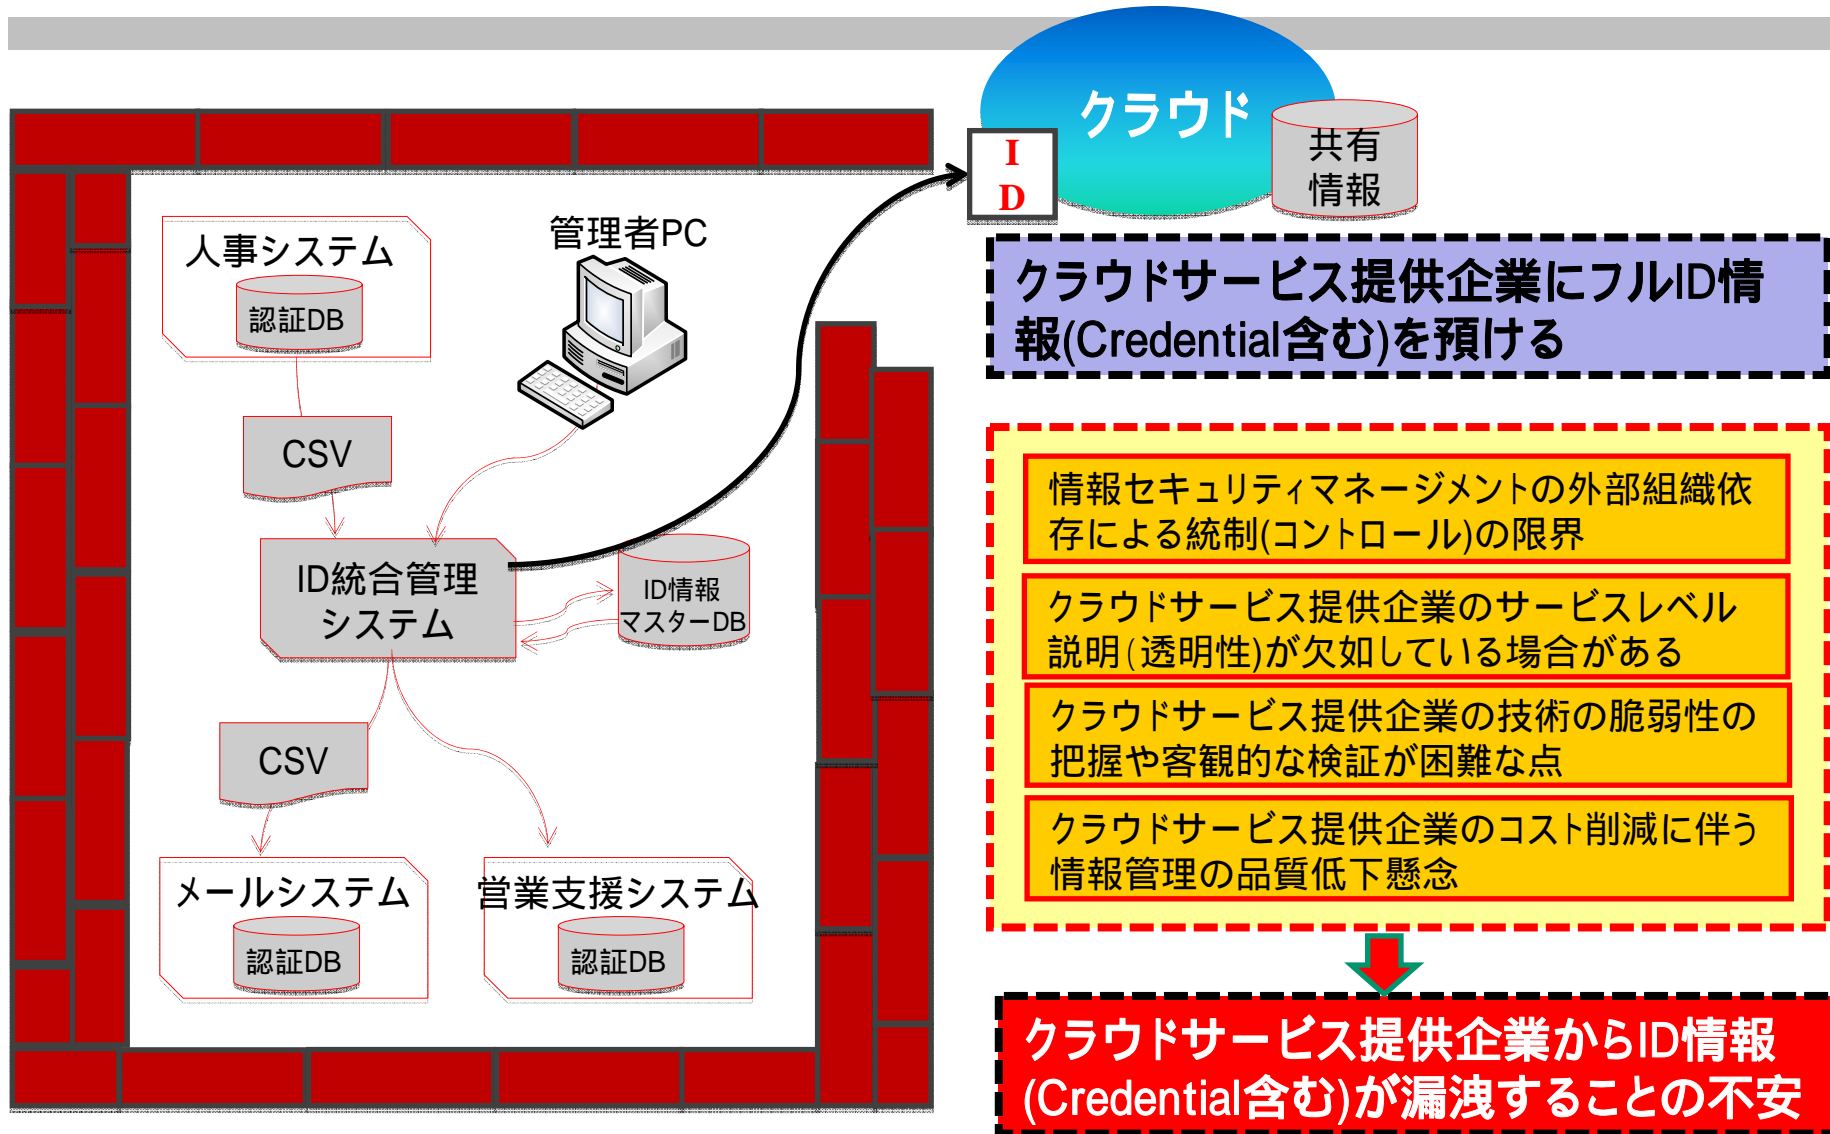 クラウド
共有
情報
I
D
人事システム
認証DB
管理者PC
CSV
ID統合管理
システム
ID情報
マスターDB
CSV
メールシステム
認証DB
営業支援システム
認証DB
クラウドサービス提供企業にフルID情
報(Credential含む)を預ける
情報セキュリティマネージメントの外部組織依
存による統制(コントロール)の限界
クラウドサービス提供企業のサービスレベル
説明(透明性)が欠如している場合がある
クラウドサービス提供企業の技術の脆弱性の
把握や客観的な検証が困難な点
クラウドサービス提供企業のコスト削減に伴う
情報管理の品質低下懸念
クラウドサービス提供企業からID情報
(Credential含む)が漏洩することの不安